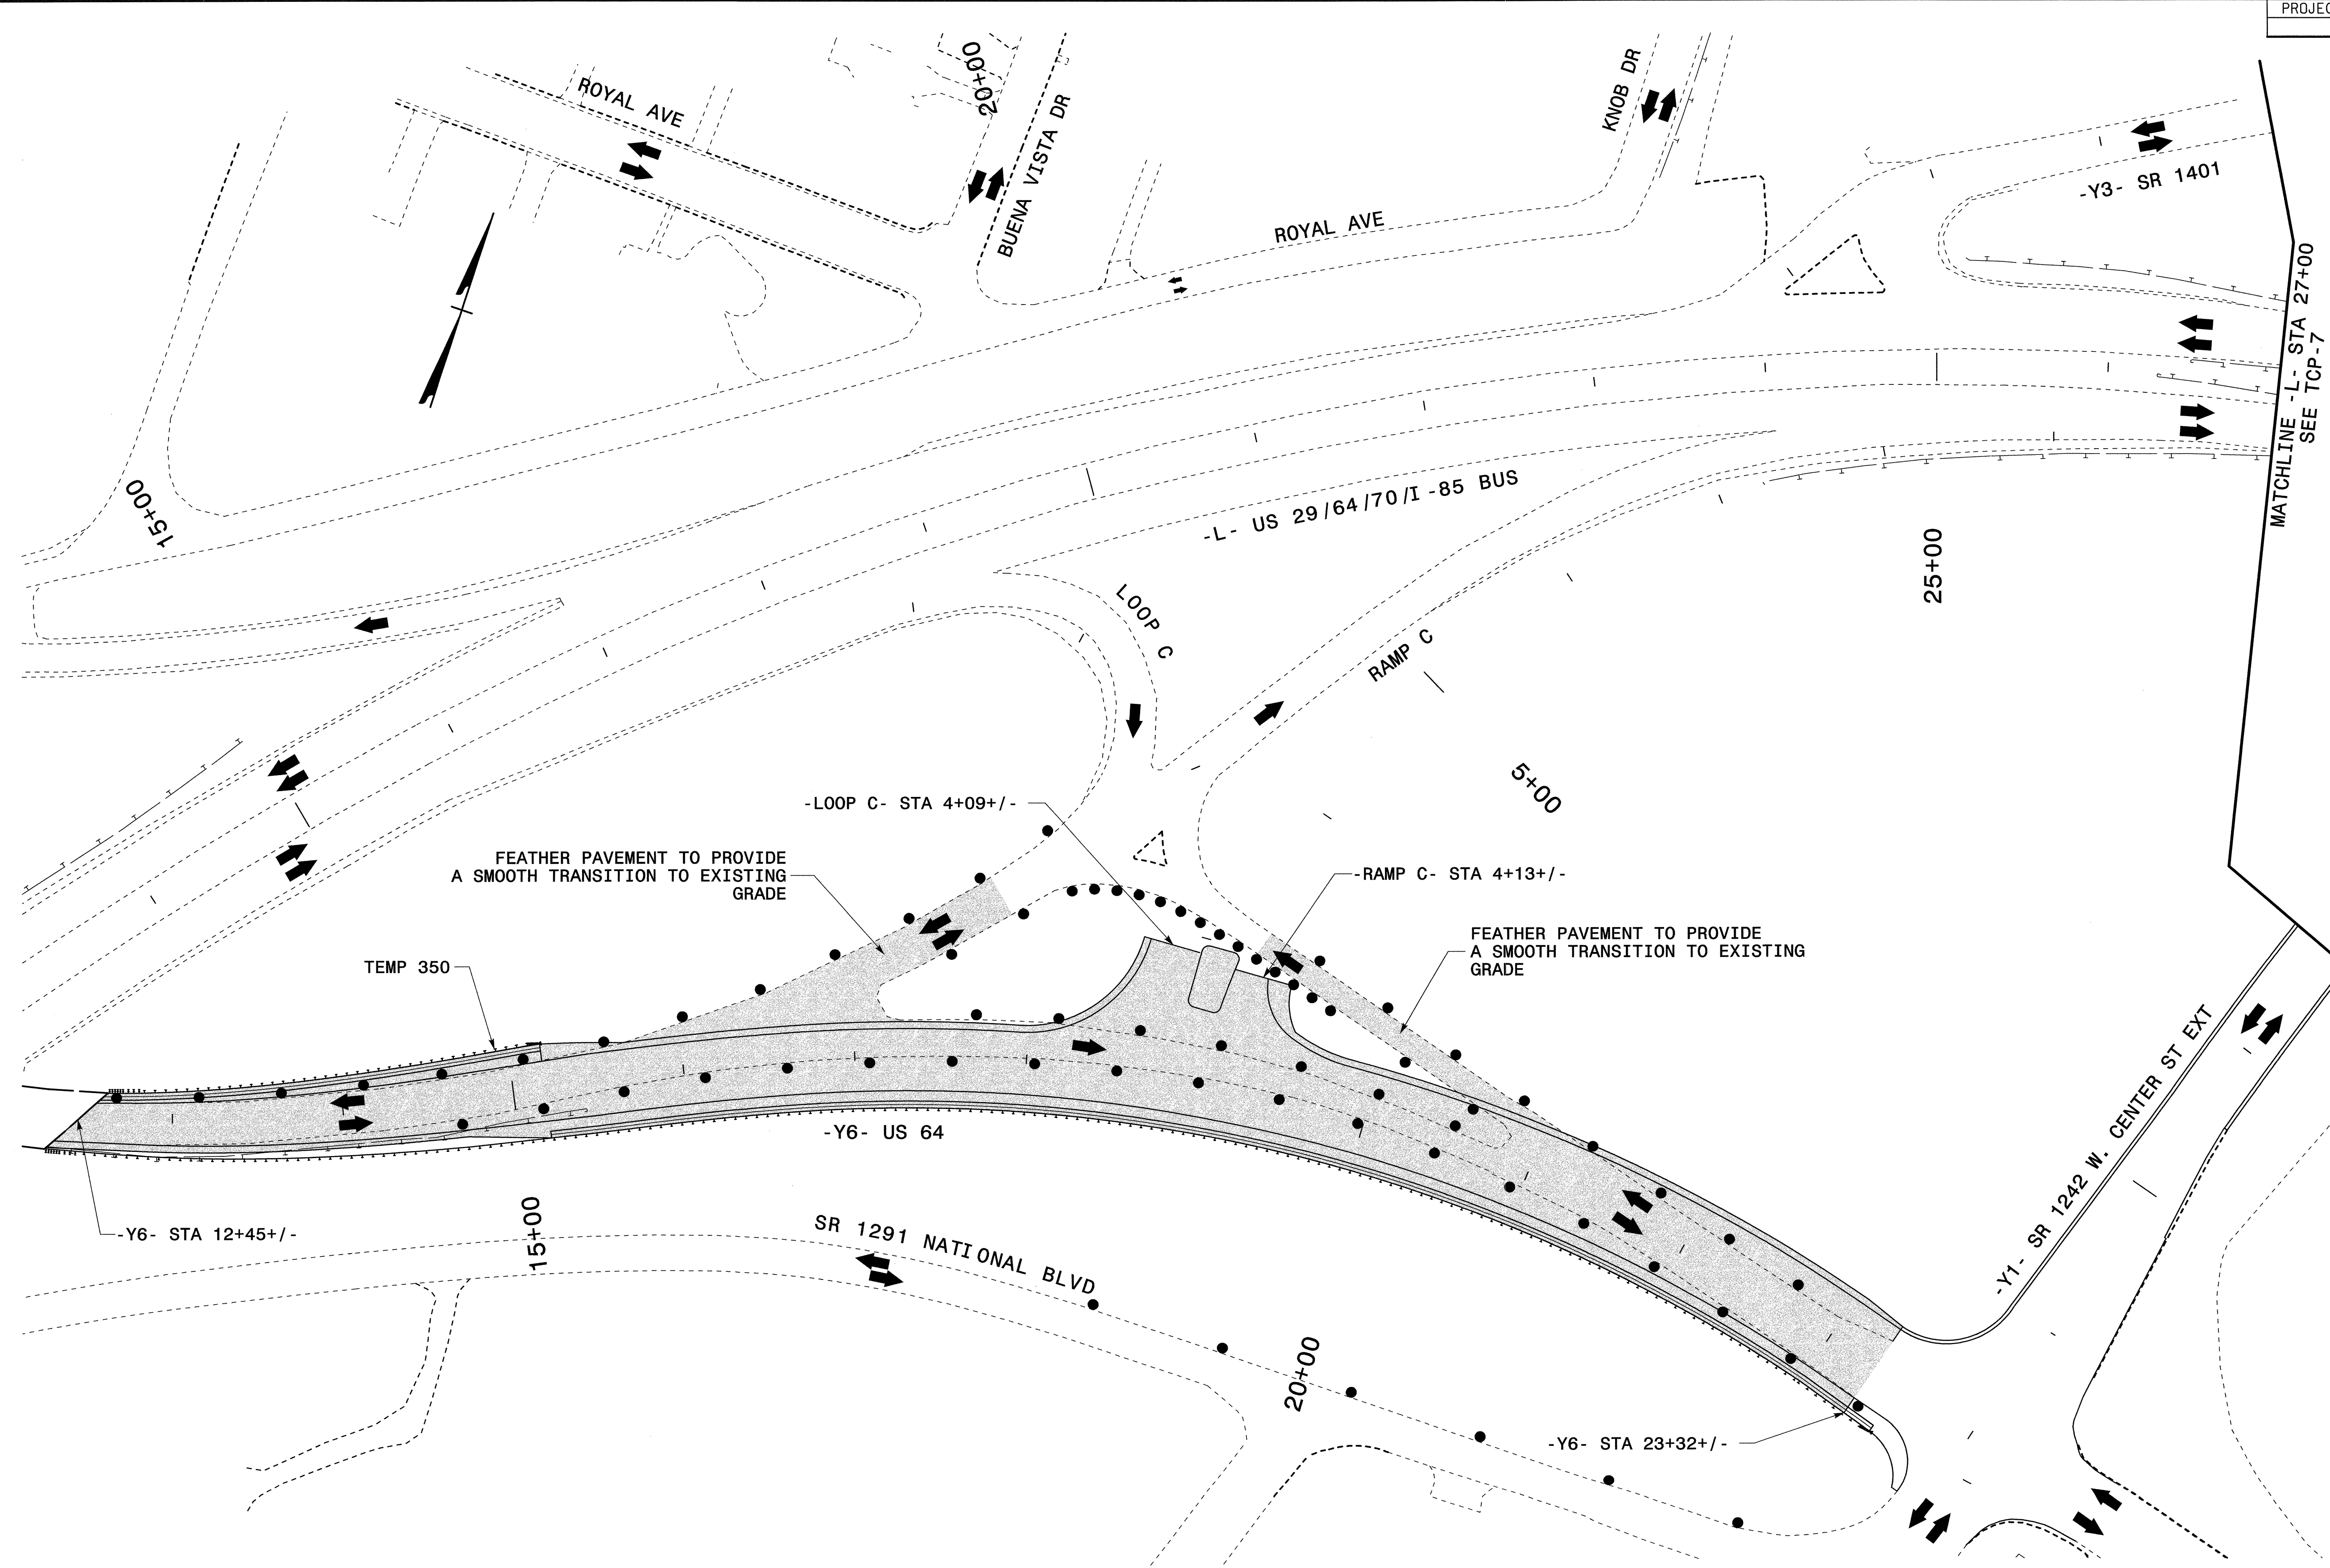 PROJEC
ROYAL AVE
20+00
BUENA VISTA DR
KNOB DR
ROYAL AVE
-Y3- SR 1401
MATCHLINE -L- STA 27+00
SEE TCP-7
15+00
-L- US 29/64/70/I-85 BUS
25+00
LOOP C
RAMP C
5+00
-LOOP C- STA 4+09+/-
FEATHER PAVEMENT TO PROVIDE
A SMOOTH TRANSITION TO EXISTING
GRADE
-RAMP C- STA 4+13+/-
FEATHER PAVEMENT TO PROVIDE
A SMOOTH TRANSITION TO EXISTING
GRADE
TEMP 350
-Y6- US 64
-Y1- SR 1242 W. CENTER ST EXT
-Y6- STA 12+45+/-
15+00
SR 1291 NATIONAL BLVD
20+00
-Y6- STA 23+32+/-